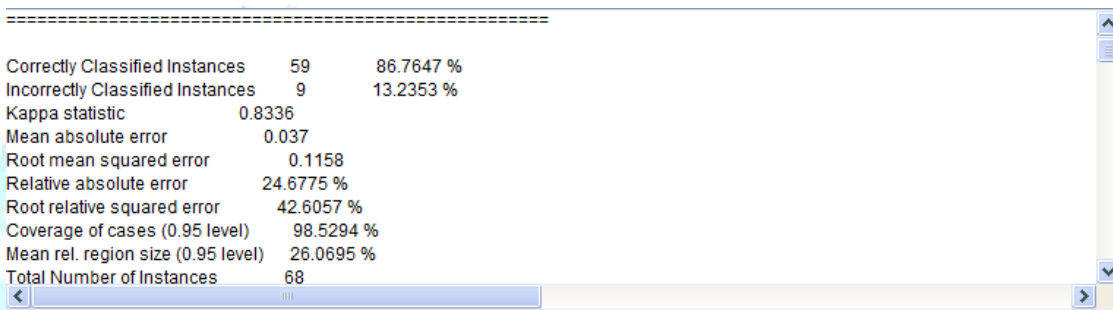 =====================================================
Correctly Classified Instances 59 86.7647 %
Incorrectly Classified Instances 9 13.2353 %
Kappa statistic 0.8336
Mean absolute error 0.037
Root mean squared error 0.1158
Relative absolute error 24.6775 %
Root relative squared error 42.6057 %
Coverage of cases (0.95 level) 98.5294 %
Mean rel. region size (0.95 level) 26.0695 %
Total Number of Instances 68